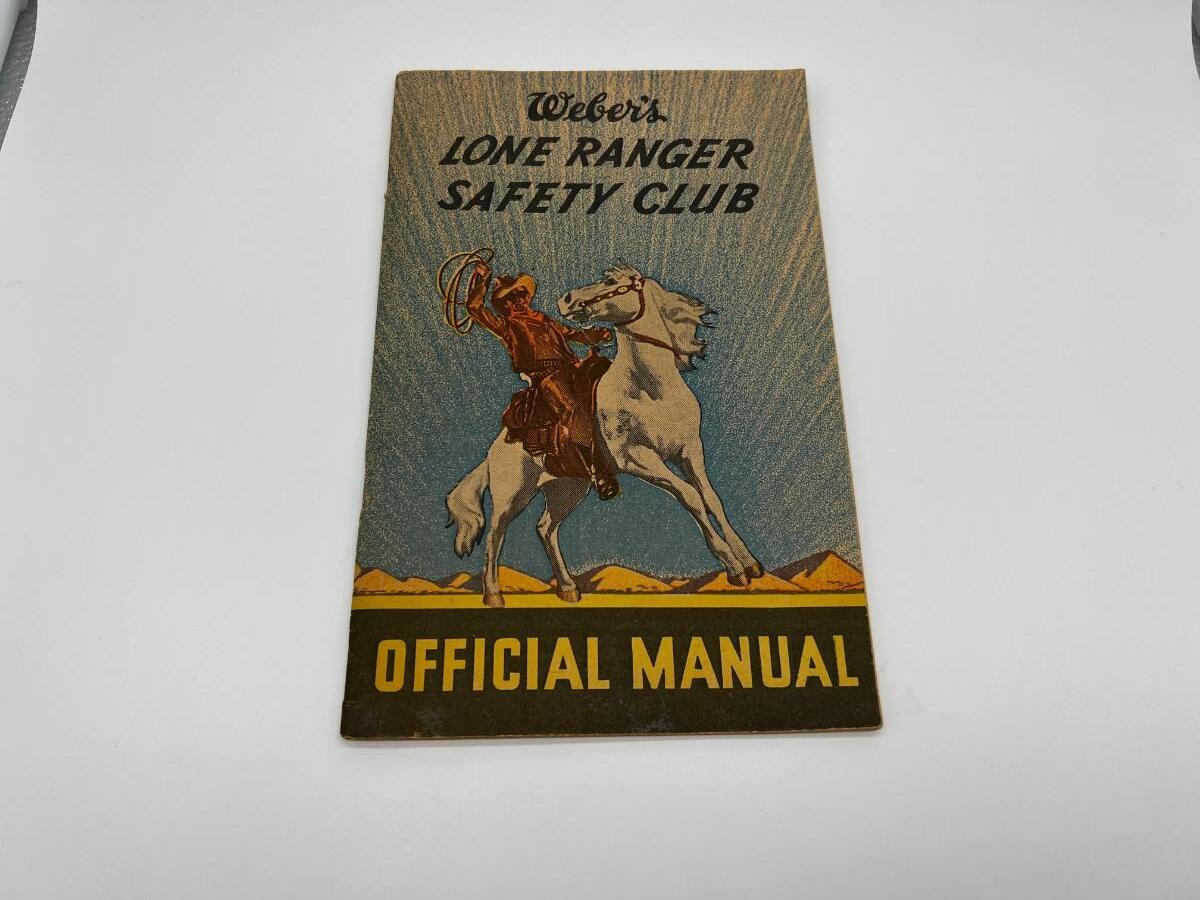 Weber's
LONE RANGER
SAFETY CLUB
OFFICIAL MANUAL